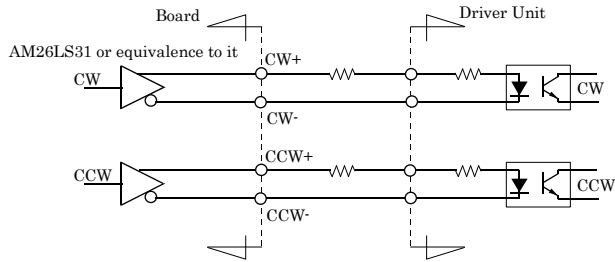 Board
Driver Unit
AM26LS31 or equivalence to it
CW
CW+
CW-
CW
CCW
CCW+
CCW-
CCW